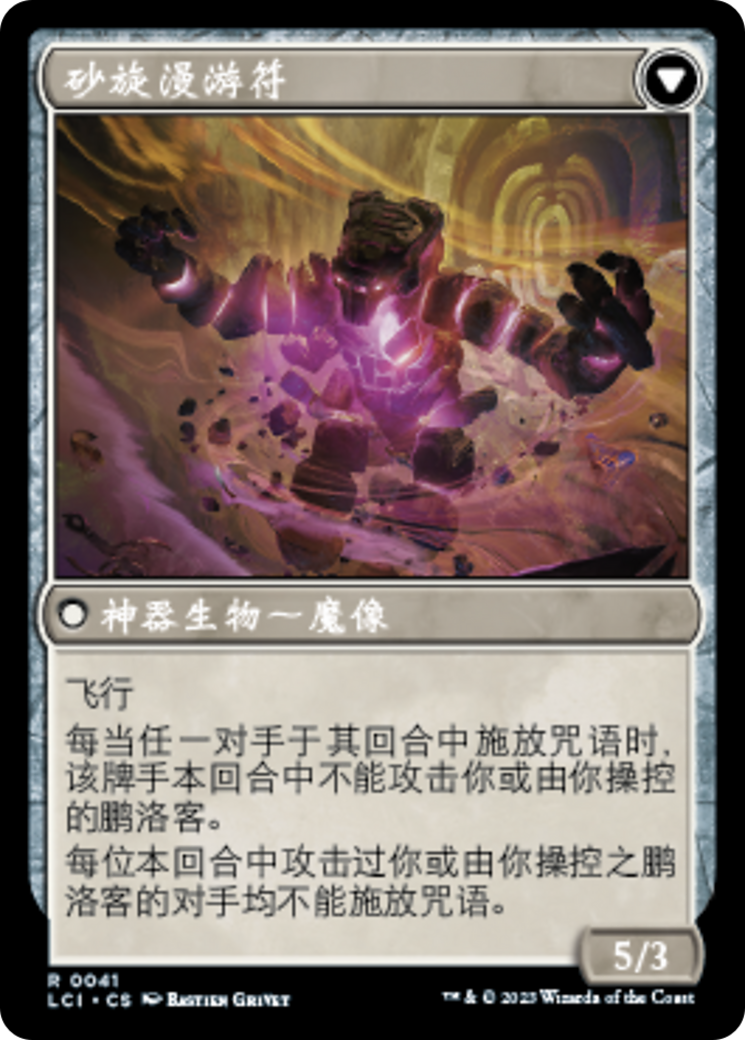 砂旋漫游符
神器生物～魔像
飞行
每当任一对手于其回合中施放咒语时，
该牌手本回合中不能攻击你或由你操控
的鹏洛客。
每位本回合中攻击过你或由你操控之鹏
洛客的对手均不能施放咒语。
5/3
R 0041
LCI • CS Bastien Grivet
™ & © 2023 Wizards of the Coast